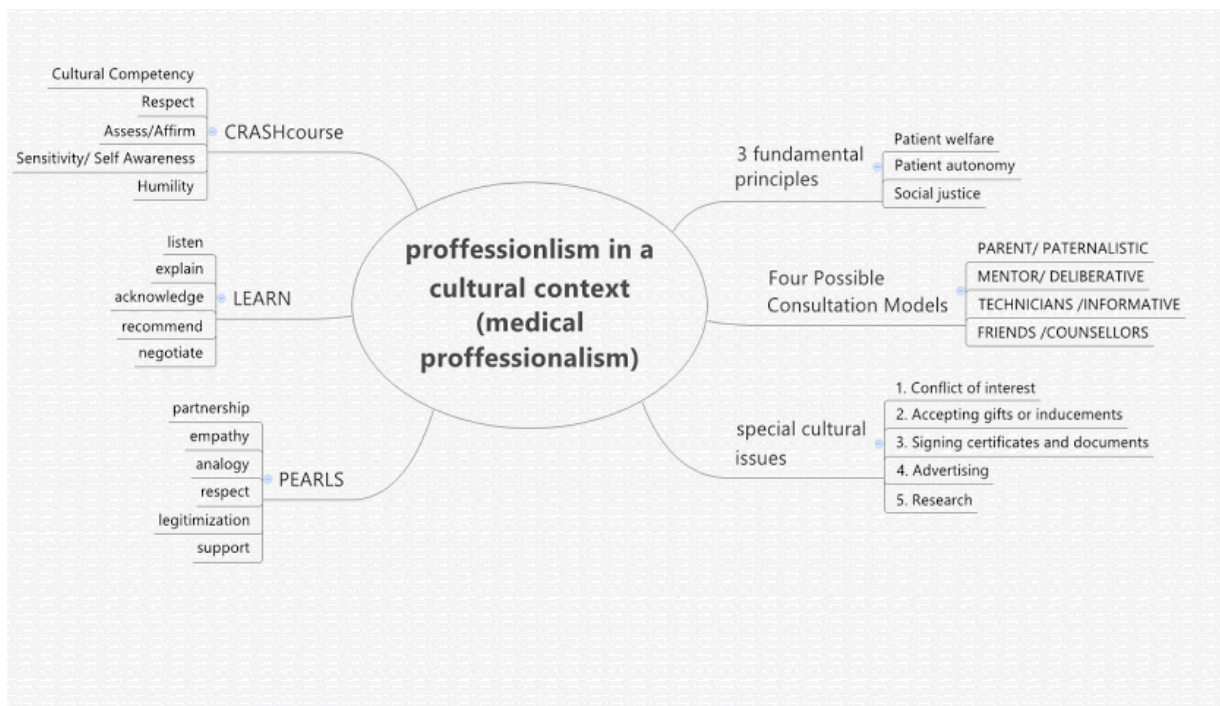 proffessionlism in a
cultural context
(medical
proffessionalism)
CRASHcourse
Cultural Competency
Respect
Assess/Affirm
Sensitivity/ Self Awareness
Humility
LEARN
listen
explain
acknowledge
recommend
negotiate
PEARLS
partnership
empathy
analogy
respect
legitimization
support
3 fundamental
principles
Patient welfare
Patient autonomy
Social justice
Four Possible
Consultation Models
PARENT/ PATERNALISTIC
MENTOR/ DELIBERATIVE
TECHNICIANS /INFORMATIVE
FRIENDS /COUNSELLORS
special cultural
issues
1. Conflict of interest
2. Accepting gifts or inducements
3. Signing certificates and documents
4. Advertising
5. Research